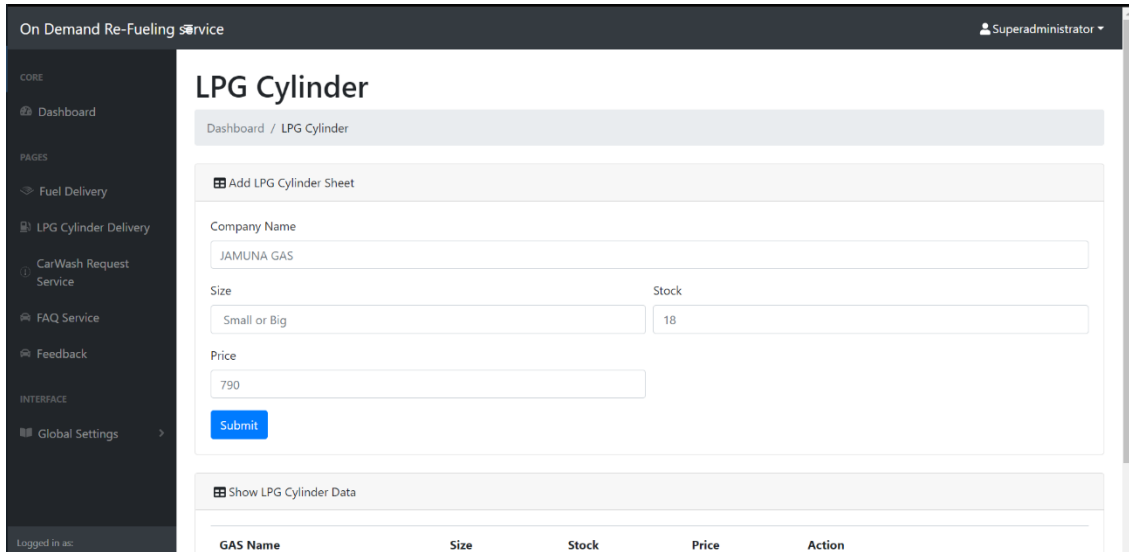 On Demand Re-Fueling service
Superadministrator
CORE
Dashboard
PAGES
Fuel Delivery
LPG Cylinder Delivery
CarWash Request
Service
FAQ Service
Feedback
INTERFACE
Global Settings
Logged in as:
LPG Cylinder
Dashboard / LPG Cylinder
Add LPG Cylinder Sheet
Company Name
JAMUNA GAS
Size Stock
Small or Big 18
Price
790
Submit
Show LPG Cylinder Data
GAS Name Size Stock Price Action